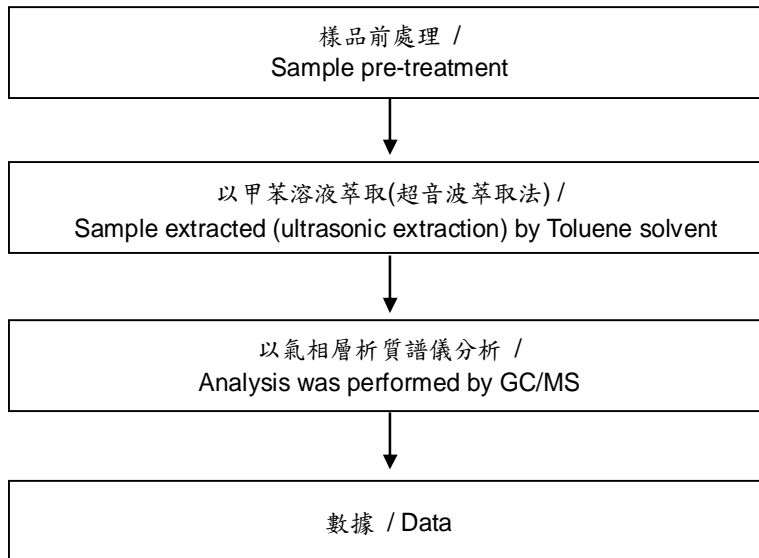 樣品前處理 /
Sample pre-treatment
以甲苯溶液萃取(超音波萃取法) /
Sample extracted (ultrasonic extraction) by Toluene solvent
以氣相層析質譜儀分析 /
Analysis was performed by GC/MS
數據 / Data